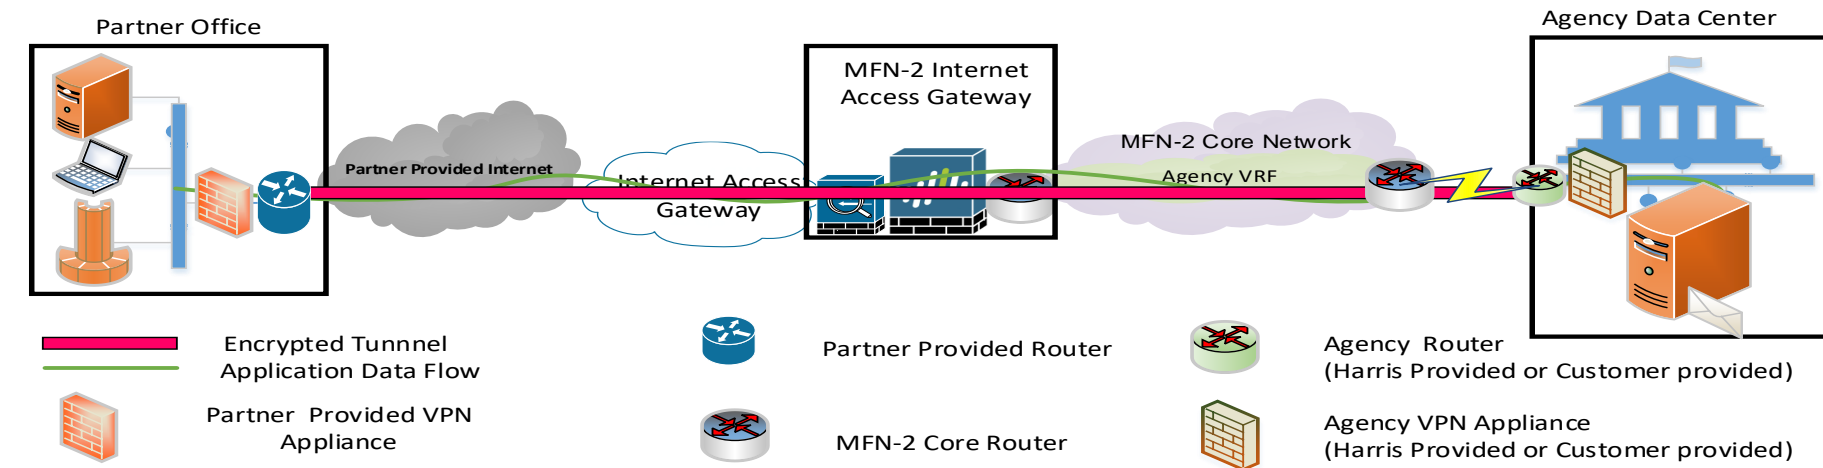 Partner Office
Agency Data Center
MFN-2 Internet
Access Gateway
MFN-2 Core Network
Partner Provided Internet
Internet Access
Gateway
Agency VRF
Encrypted Tunnnel
Application Data Flow
Partner Provided VPN
Appliance
Partner Provided Router
MFN-2 Core Router
Agency Router
(Harris Provided or Customer provided)
Agency VPN Appliance
(Harris Provided or Customer provided)